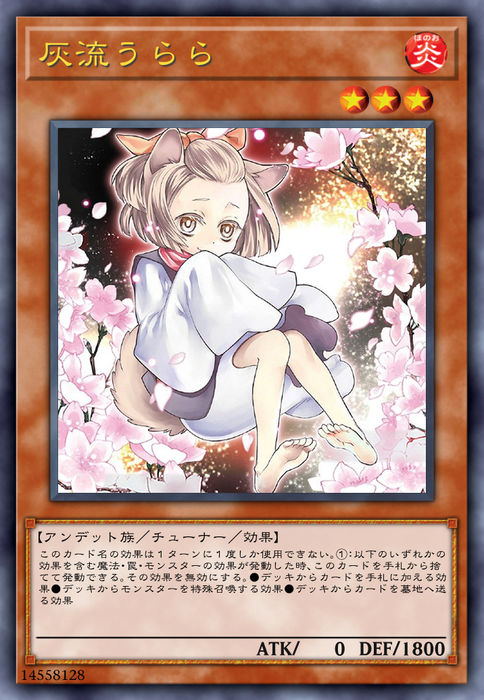 灰流うらら
ほのお
炎
【アンデット族／チューナー／効果】
このカード名の効果は１ターンに１度しか使用できない。①：以下のいずれかの
効果を含む魔法・罠・モンスターの効果が発動した時、このカードを手札から捨
てて発動できる。その効果を無効にする。●デッキからカードを手札に加える効
果●デッキからモンスターを特殊召喚する効果●デッキからカードを墓地へ送
る効果
ATK/ 0 DEF/1800
14558128